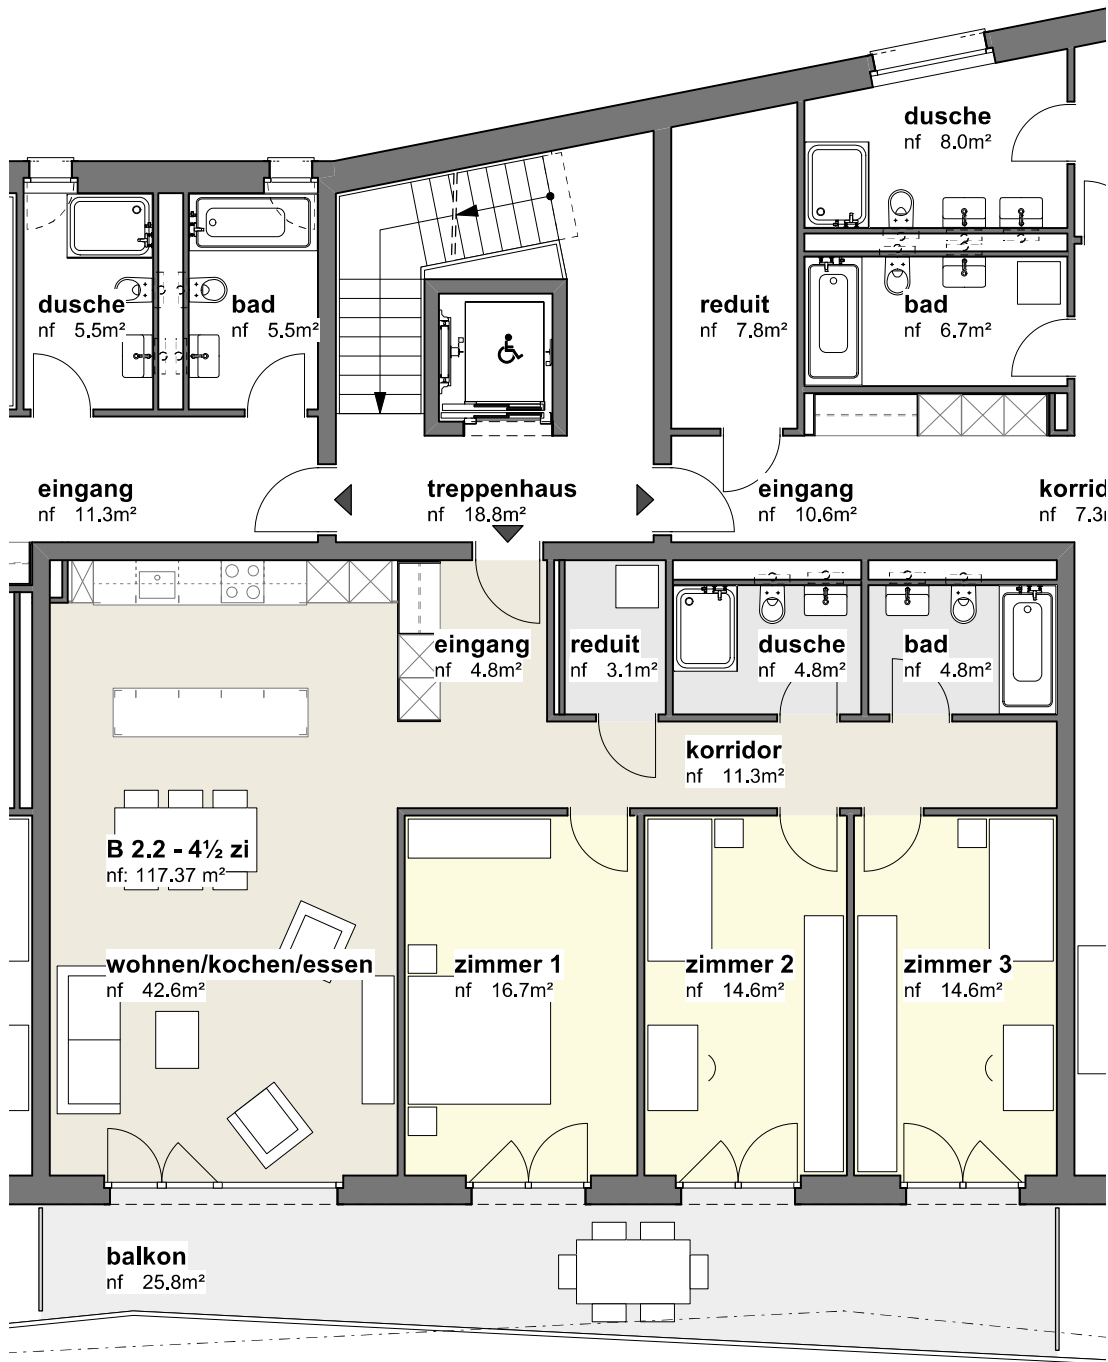 dusche
nf 8.0m²
dusche
nf 5.5m²
bad
nf 5.5m²
reduit
nf 7.8m²
bad
nf 6.7m²
eingang
nf 11.3m²
treppenhaus
nf 18.8m²
eingang
nf 10.6m²
korrid
nf 7.3m
eingang
nf 4.8m²
reduit
nf 3.1m²
dusche
nf 4.8m²
bad
nf 4.8m²
korridor
nf 11.3m²
B 2.2 - 4½ zi
nf: 117.37 m²
wohnen/kochen/essen
nf 42.6m²
zimmer 1
nf 16.7m²
zimmer 2
nf 14.6m²
zimmer 3
nf 14.6m²
balkon
nf 25.8m²